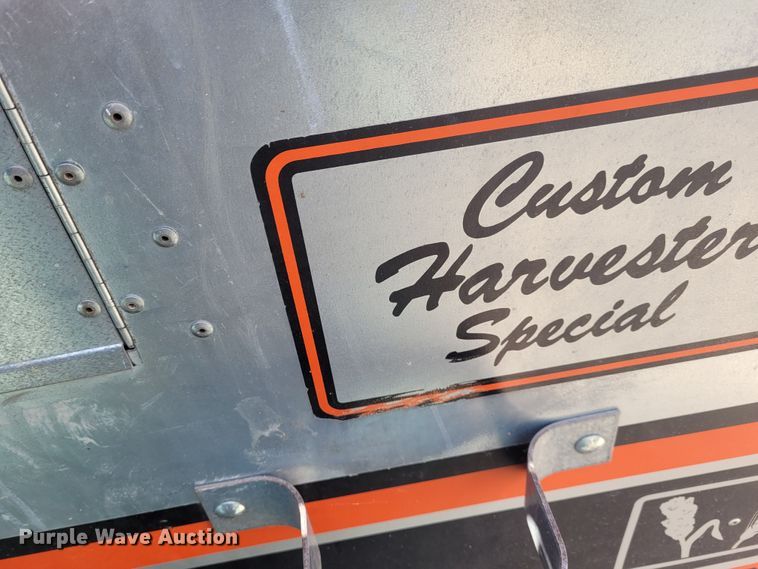 Custom
Harvester
Special
Purple Wave Auction